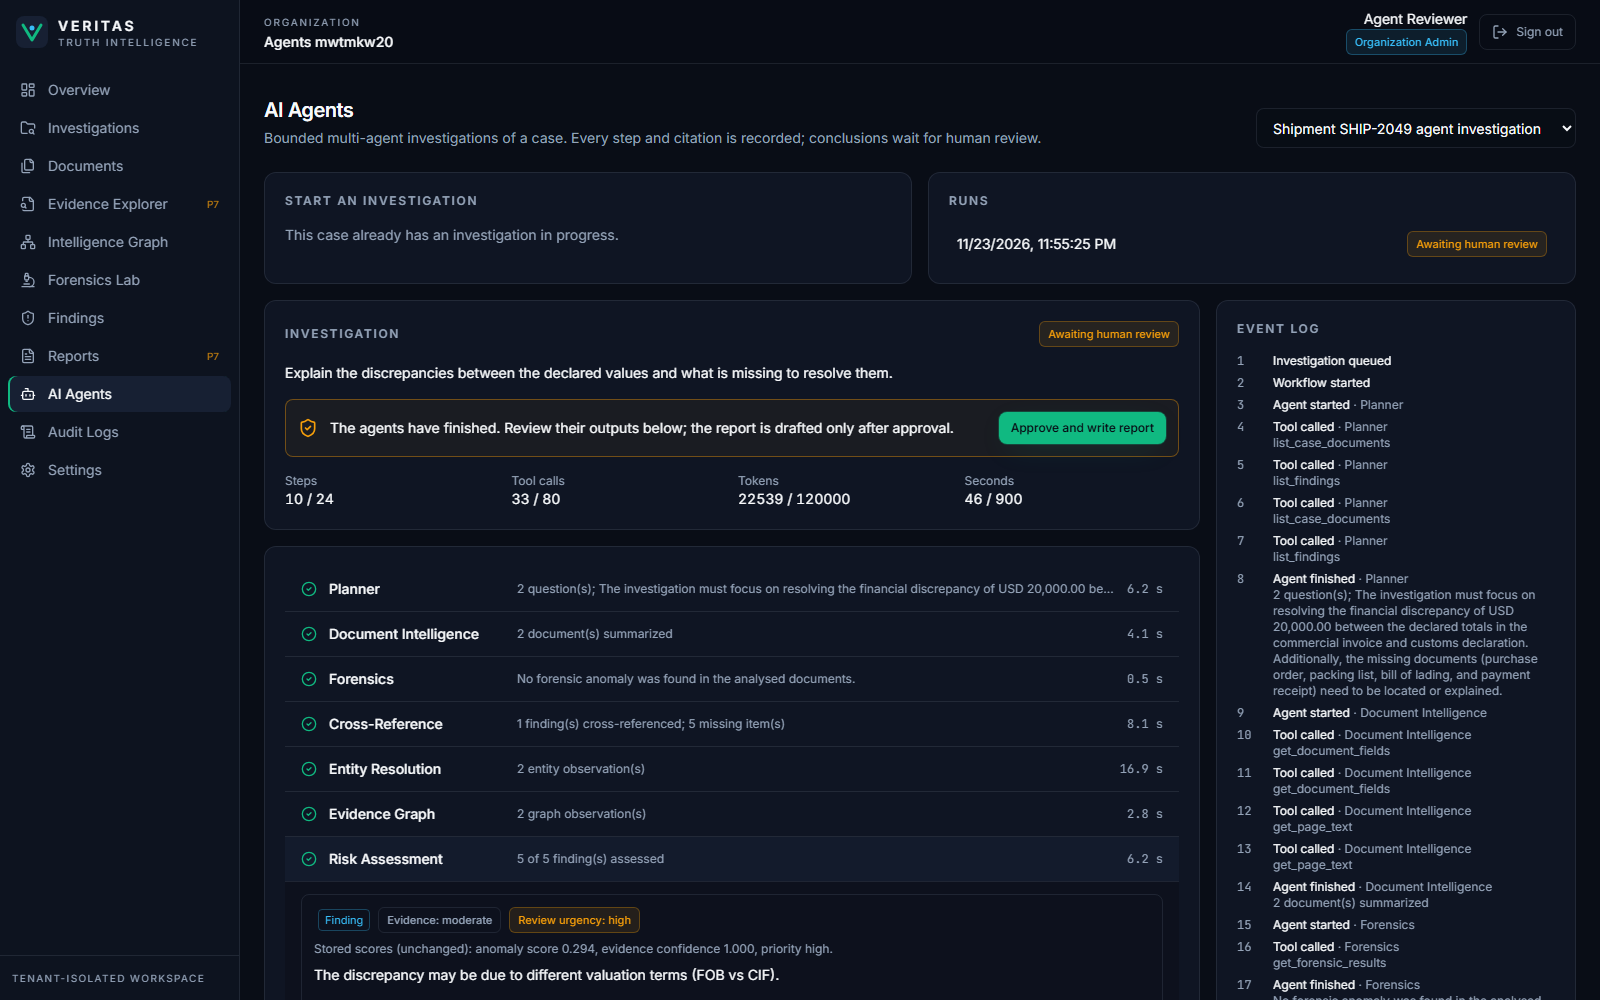 VERITAS
TRUTH INTELLIGENCE
Overview
Investigations
Documents
Evidence Explorer P7
Intelligence Graph
Forensics Lab
Findings
Reports P7
AI Agents
Audit Logs
Settings
TENANT-ISOLATED WORKSPACE
ORGANIZATION
Agents mwtmkw20
Agent Reviewer
Organization Admin
Sign out
AI Agents
Bounded multi-agent investigations of a case. Every step and citation is recorded; conclusions wait for human review.
Shipment SHIP-2049 agent investigation
START AN INVESTIGATION
This case already has an investigation in progress.
RUNS
11/23/2026, 11:55:25 PM
Awaiting human review
INVESTIGATION
Awaiting human review
Explain the discrepancies between the declared values and what is missing to resolve them.
The agents have finished. Review their outputs below; the report is drafted only after approval.
Approve and write report
Steps
10 / 24
Tool calls
33 / 80
Tokens
22539 / 120000
Seconds
46 / 900
Planner 2 question(s); The investigation must focus on resolving the financial discrepancy of USD 20,000.00 be... 6.2 s
Document Intelligence 2 document(s) summarized 4.1 s
Forensics No forensic anomaly was found in the analysed documents. 0.5 s
Cross-Reference 1 finding(s) cross-referenced; 5 missing item(s) 8.1 s
Entity Resolution 2 entity observation(s) 16.9 s
Evidence Graph 2 graph observation(s) 2.8 s
Risk Assessment 5 of 5 finding(s) assessed 6.2 s
Finding Evidence: moderate Review urgency: high
Stored scores (unchanged): anomaly score 0.294, evidence confidence 1.000, priority high.
The discrepancy may be due to different valuation terms (FOB vs CIF).
EVENT LOG
1 Investigation queued
2 Workflow started
3 Agent started · Planner
4 Tool called · Planner
list_case_documents
5 Tool called · Planner
list_findings
6 Tool called · Planner
list_case_documents
7 Tool called · Planner
list_findings
8 Agent finished · Planner
2 question(s); The investigation must focus on
resolving the financial discrepancy of USD
20,000.00 between the declared totals in the
commercial invoice and customs declaration.
Additionally, the missing documents (purchase
order, packing list, bill of lading, and payment
receipt) need to be located or explained.
9 Agent started · Document Intelligence
10 Tool called · Document Intelligence
get_document_fields
11 Tool called · Document Intelligence
get_document_fields
12 Tool called · Document Intelligence
get_page_text
13 Tool called · Document Intelligence
get_page_text
14 Agent finished · Document Intelligence
2 document(s) summarized
15 Agent started · Forensics
16 Tool called · Forensics
get_forensic_results
17 Agent finished · Forensics
No forensic anomaly was found in the analysed